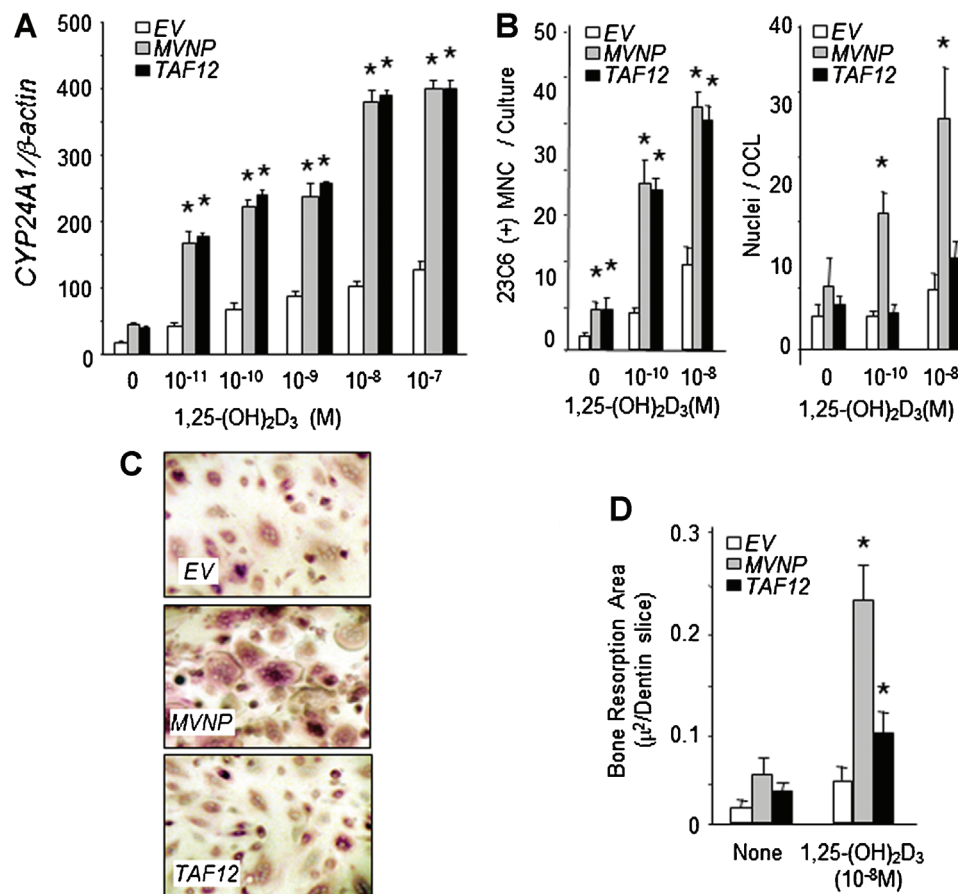 A
EV
MVNP
TAF12
CYP24A1/β-actin
500
400
300
200
100
0
* * * * * * * * * *
0 10⁻¹¹ 10⁻¹⁰ 10⁻⁹ 10⁻⁸ 10⁻⁷
1,25-(OH)₂D₃ (M)
B
EV
MVNP
TAF12
23C6 (+) MNC / Culture
50
40
30
20
10
0
* * * * * *
0 10⁻¹⁰ 10⁻⁸
1,25-(OH)₂D₃(M)
EV
MVNP
TAF12
Nuclei / OCL
40
30
20
10
0
* *
0 10⁻¹⁰ 10⁻⁸
1,25-(OH)₂D₃(M)
C
EV
MVNP
TAF12
D
EV
MVNP
TAF12
Bone Resorption Area
(μ²/Dentin slice)
0.3
0.2
0.1
0
* *
None 1,25-(OH)₂D₃
(10⁻⁸M)